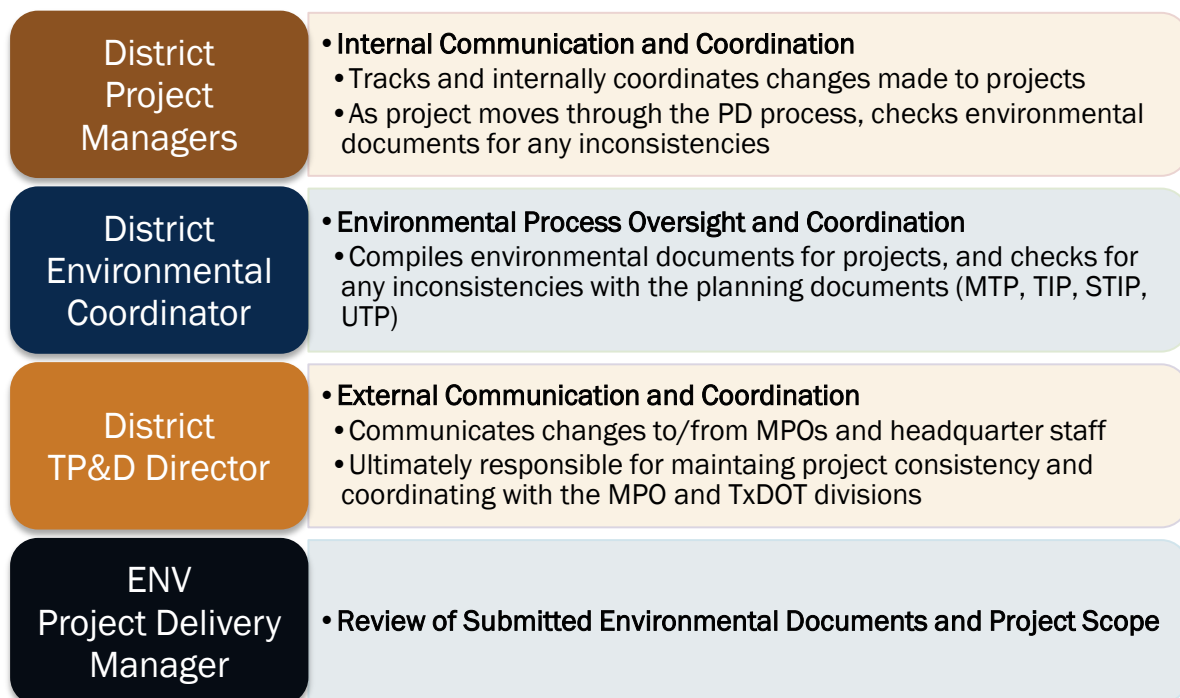 District
Project
Managers
• Internal Communication and Coordination
• Tracks and internally coordinates changes made to projects
• As project moves through the PD process, checks environmental
documents for any inconsistencies
District
Environmental
Coordinator
• Environmental Process Oversight and Coordination
• Compiles environmental documents for projects, and checks for
any inconsistencies with the planning documents (MTP, TIP, STIP,
UTP)
District
TP&D Director
• External Communication and Coordination
• Communicates changes to/from MPOs and headquarter staff
• Ultimately responsible for maintaing project consistency and
coordinating with the MPO and TxDOT divisions
ENV
Project Delivery
Manager
• Review of Submitted Environmental Documents and Project Scope